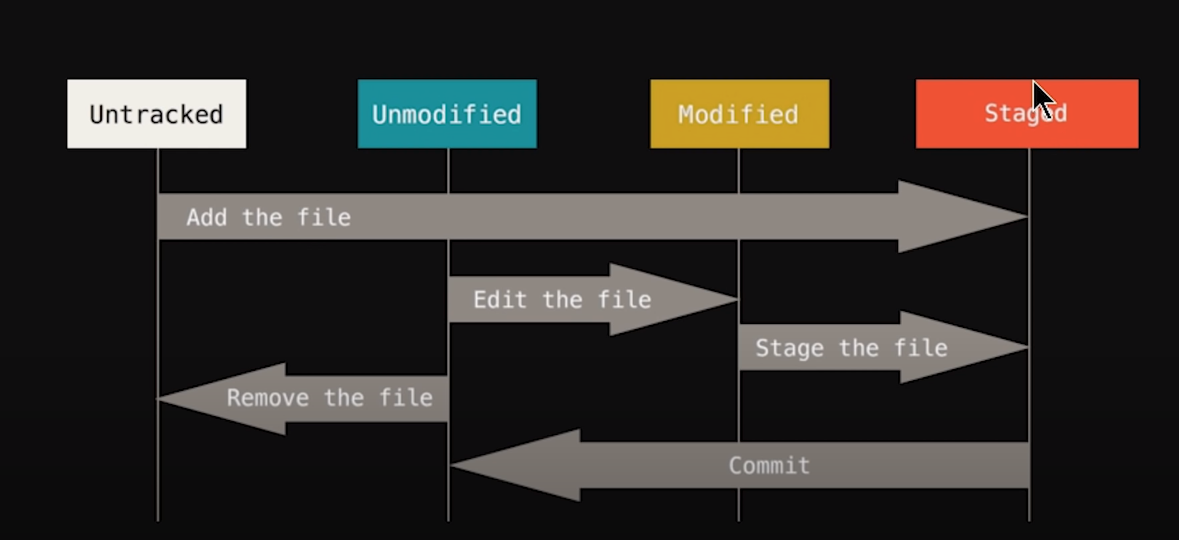 Untracked
Unmodified
Modified
Staged
Add the file
Edit the file
Stage the file
Remove the file
Commit